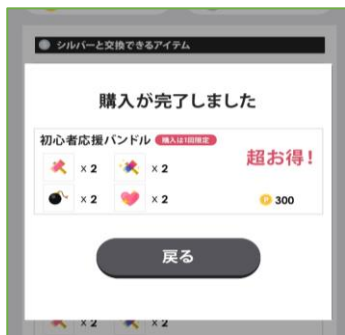 シルバーと交換できるアイテム
購入が完了しました
初心者応援バンドル 購入は1回限定
超お得!
x 2 x 2
x 2 x 2
P 300
戻る
x 2 x 2